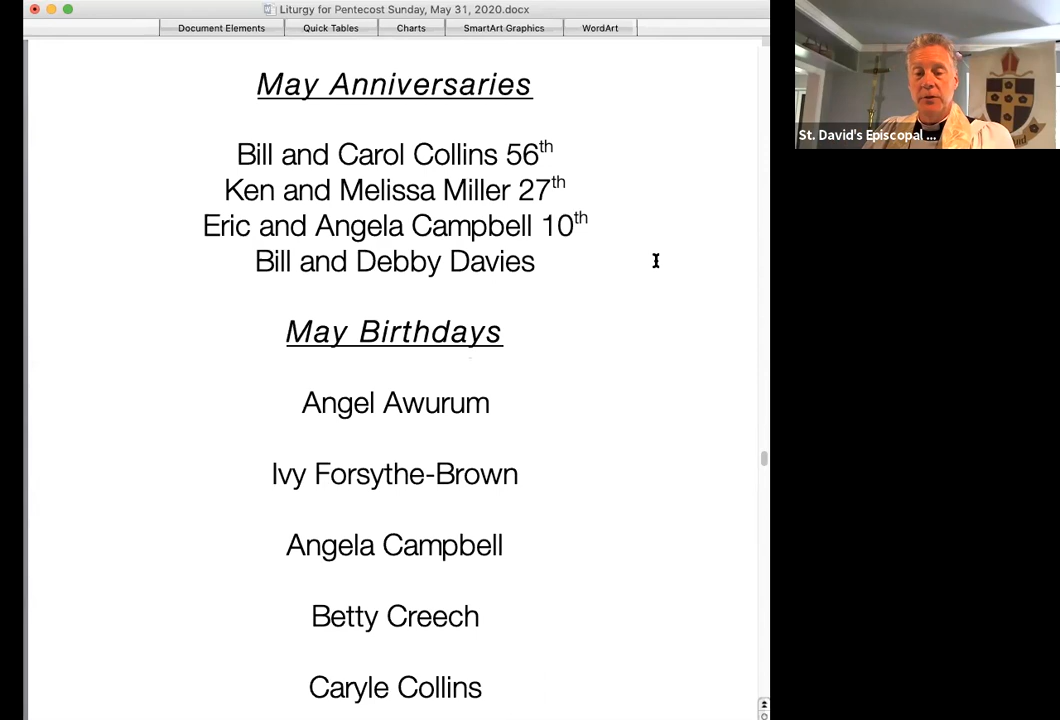 Liturgy for Pentecost Sunday, May 31, 2020.docx
Document Elements Quick Tables Charts SmartArt Graphics WordArt
May Anniversaries
Bill and Carol Collins 56th
Ken and Melissa Miller 27th
Eric and Angela Campbell 10th
Bill and Debby Davies
May Birthdays
Angel Awurum
Ivy Forsythe-Brown
Angela Campbell
Betty Creech
Caryle Collins
St. David's Episcopal ...